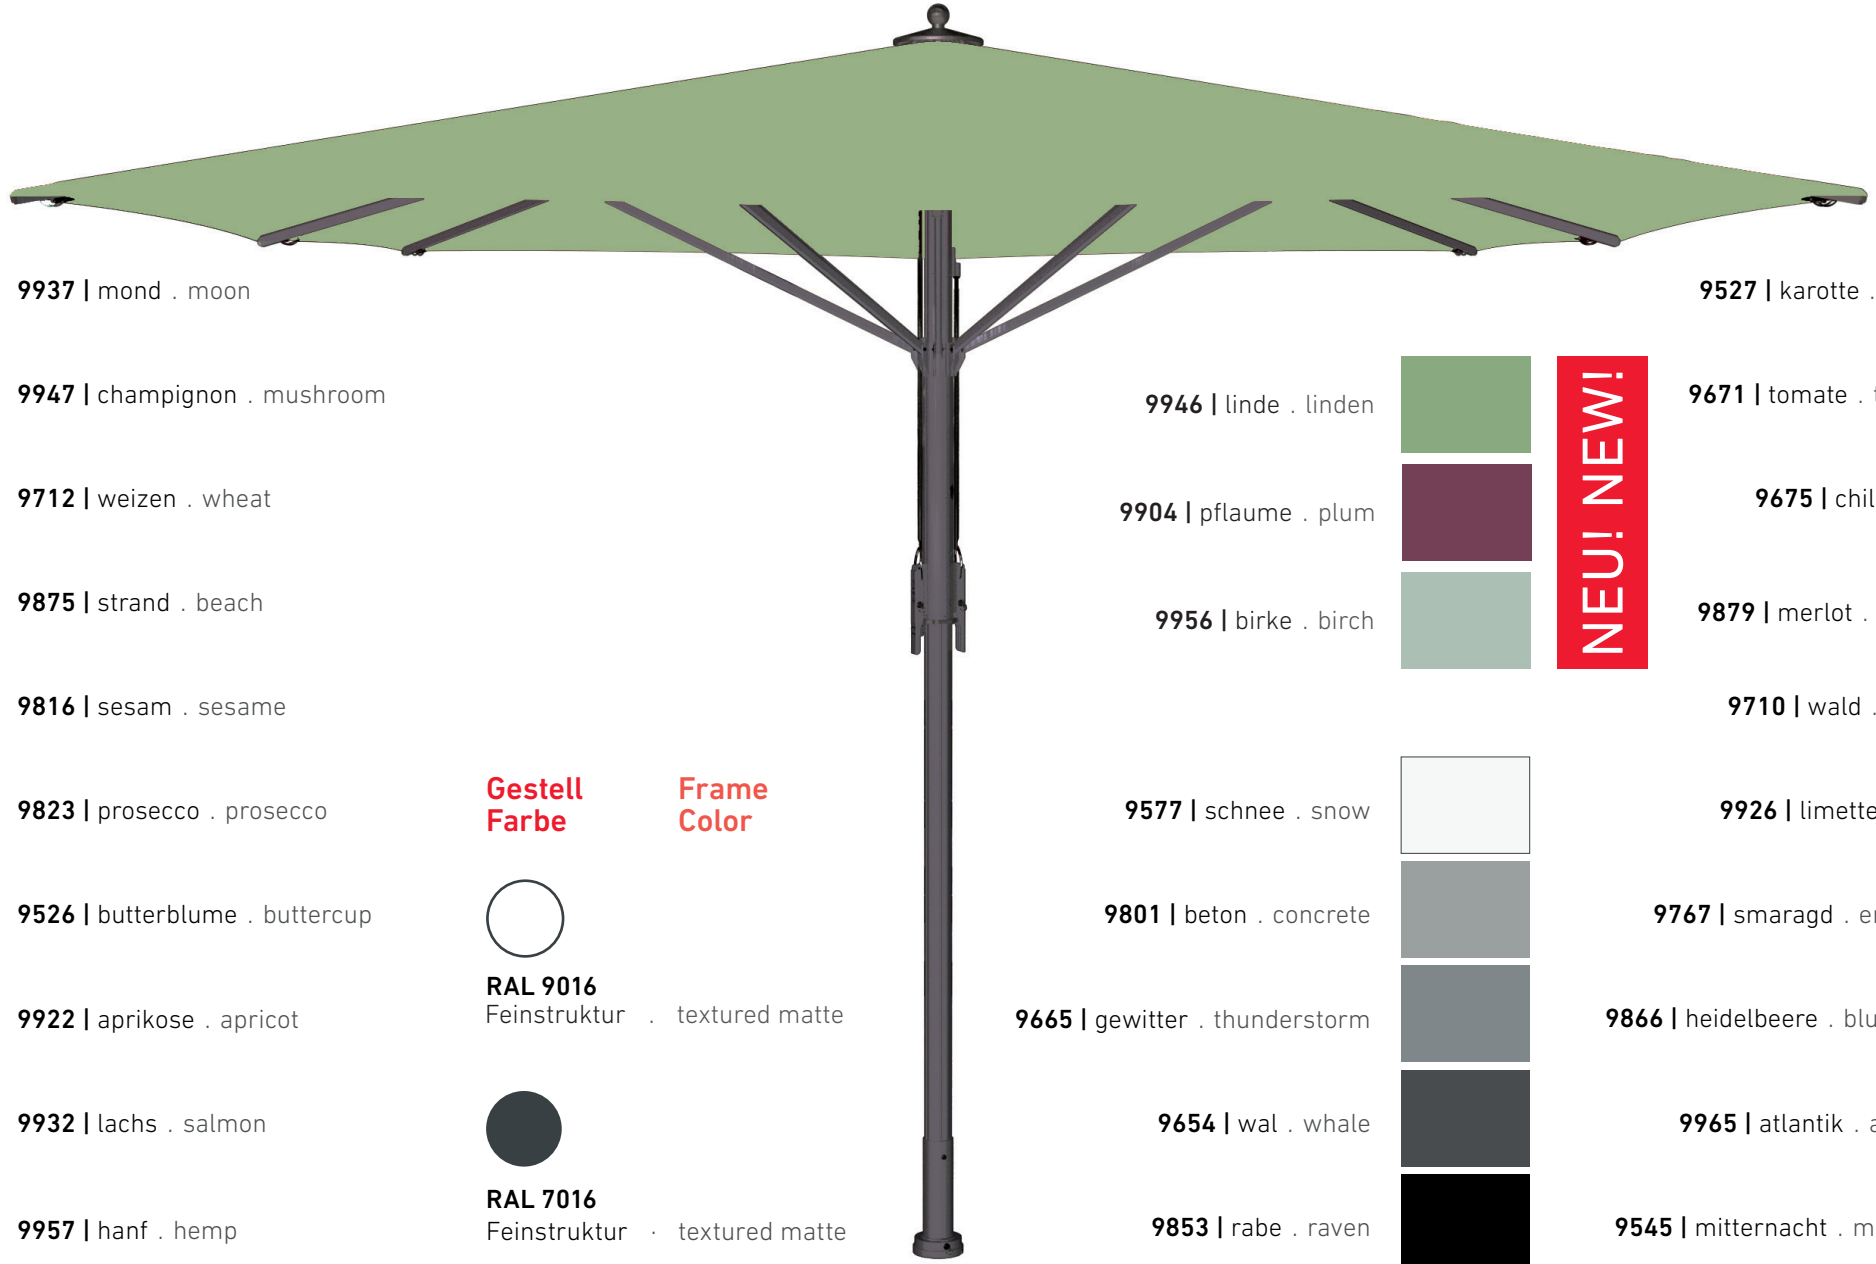 9937 | mond . moon
9947 | champignon . mushroom
9712 | weizen . wheat
9875 | strand . beach
9816 | sesam . sesame
9823 | prosecco . prosecco
9526 | butterblume . buttercup
9922 | aprikose . apricot
9932 | lachs . salmon
9957 | hanf . hemp
Gestell
Farbe
Frame
Color
RAL 9016
Feinstruktur . textured matte
RAL 7016
Feinstruktur · textured matte
9946 | linde . linden
9904 | pflaume . plum
9956 | birke . birch
NEU! NEW!
9577 | schnee . snow
9801 | beton . concrete
9665 | gewitter . thunderstorm
9654 | wal . whale
9853 | rabe . raven
9527 | karotte .
9671 | tomate .
9675 |
9879 | merlot .
9710 | wald .
9926 | limette
9767 | smaragd .
9866 | heidelbeere .
9965 | atlantik .
9545 | mitternacht .